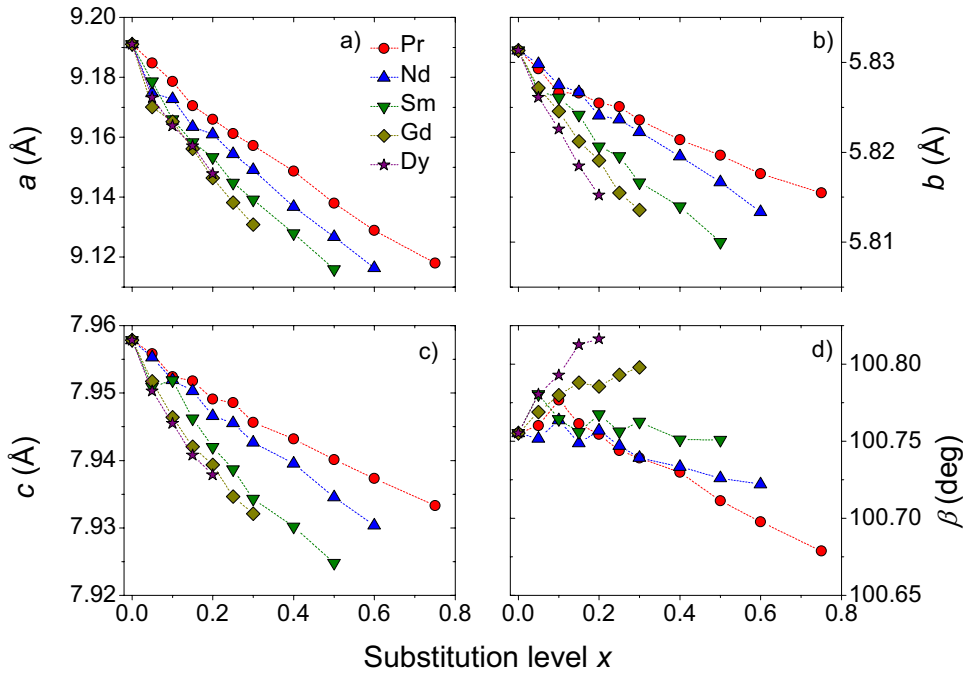 9.20
9.18
9.16
9.14
9.12
a (Å)
a)
Pr
Nd
Sm
Gd
Dy
b)
5.83
5.82
5.81
b (Å)
7.96
7.95
7.94
7.93
7.92
c (Å)
c)
0.0 0.2 0.4 0.6 0.8
d)
100.80
100.75
100.70
100.65
β (deg)
0.0 0.2 0.4 0.6 0.8
Substitution level x